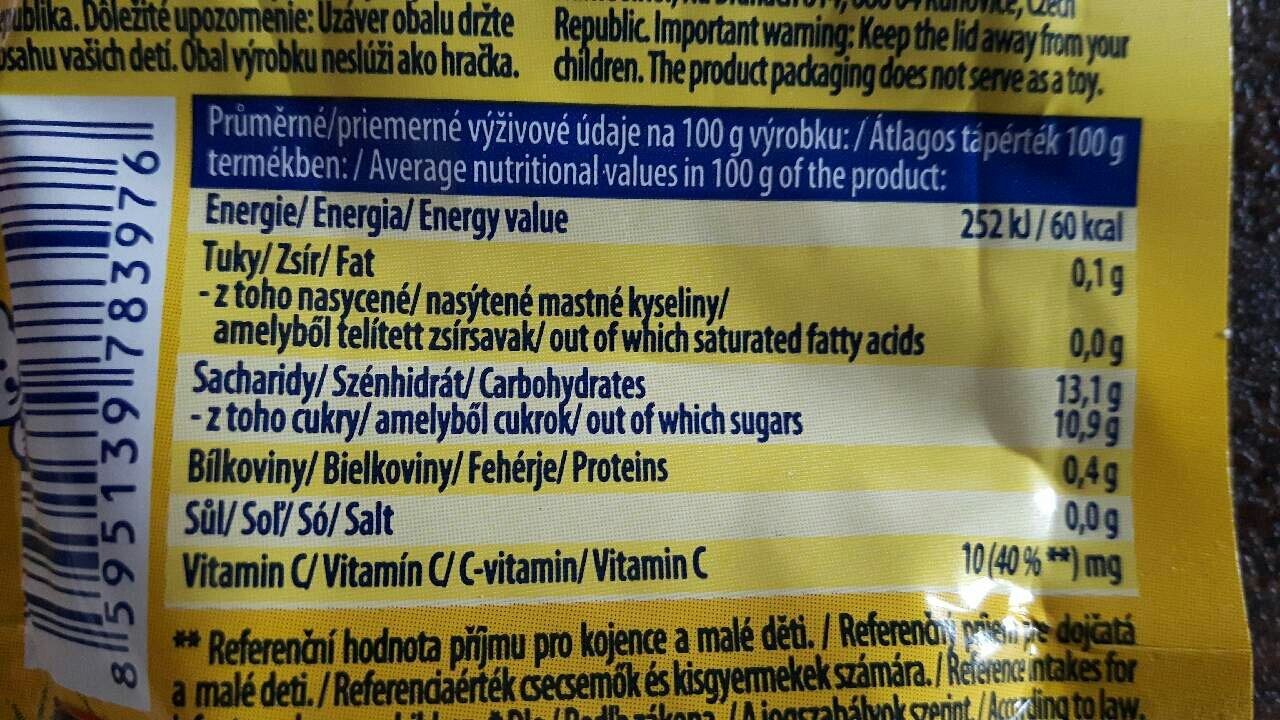 Dôležité upozornenie: Uzáver obalu držte
vašich detí. Obal výrobku neslúži ako hračka.
Republic. Important warning: Keep the lid away from your
children. The product packaging does not serve as a toy.
8 595139 783976
Průměrné/priemerné výživové údaje na 100 g výrobku: / Átlagos tápérték 100 g
termékben: / Average nutritional values in 100 g of the product:
Energie/ Energia/ Energy value 252 kJ / 60 kcal
Tuky/ Zsír/ Fat 0,1 g
- z toho nasycené/ nasýtené mastné kyseliny/
amelyből telített zsírsavak/ out of which saturated fatty acids 0,0 g
Sacharidy/ Szénhidrát/ Carbohydrates 13,1 g
- z toho cukry/ amelyből cukrok/ out of which sugars 10,9 g
Bílkoviny/ Bielkoviny/ Fehérje/ Proteins 0,4 g
Sůl/ Soľ/ Só/ Salt 0,0 g
Vitamin C/ Vitamín C/ C-vitamin/ Vitamin C 10 (40 % **) mg
** Referenční hodnota příjmu pro kojence a malé děti. / Referenčný dojčatá
a malé deti. / Referenciaérték csecsemők és kisgyermekek számára. / Reference intakes for
to law.